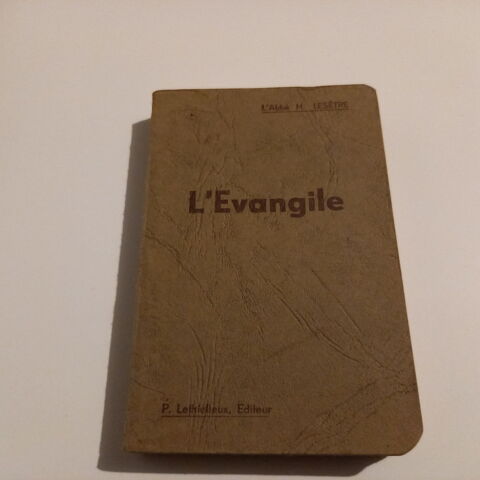 L'Abbé H. LESÊTRE
L'Evangile
P. Lethielleux, Editeur